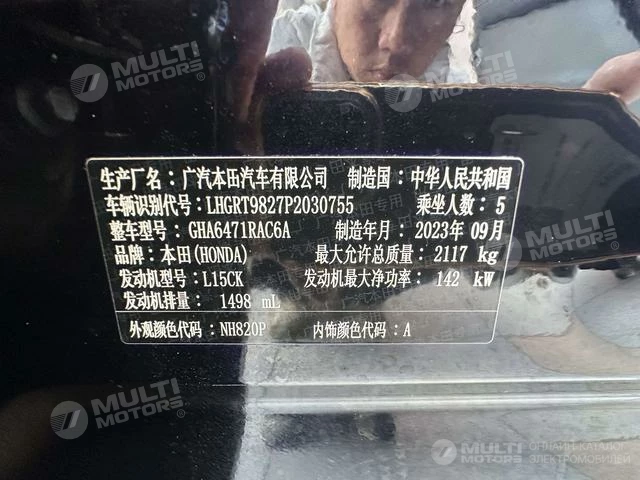 MULTI
MOTORS
MULTI
MOTORS
生产厂名：广汽本田汽车有限公司 制造国：中华人民共和国
车辆识别代号：LHGRT9827P2030755 乘坐人数：5
整车型号：GHA6471RAC6A 制造年月：2023年09月
品牌：本田(HONDA) 最大允许总质量：2117 kg
发动机型号：L15CK 发动机最大净功率：142 kW
发动机排量：1498 mL
外观颜色代码：NH820P 内饰颜色代码：A
MULTI
MOTORS
MULTI
MOTORS
MULTI
MOTORS
ОНЛАЙН-КАТАЛОГ
ЭЛЕКТРОМОБИЛЕЙ